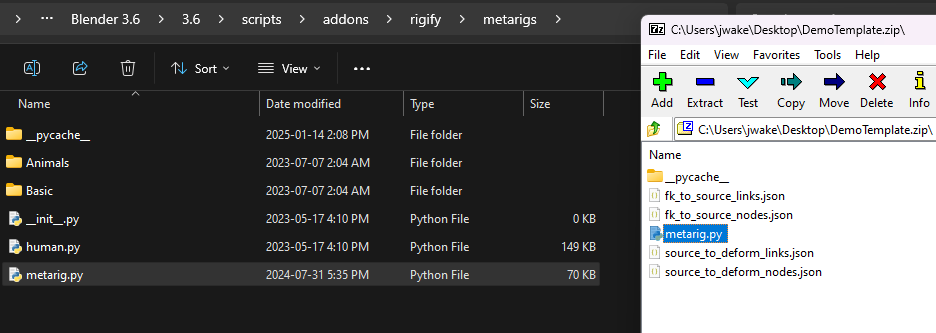 Blender 3.6 > 3.6 > scripts > addons > rigify > metarigs >
Sort View
Name Date modified Type Size
__pycache__ 2025-01-14 2:08 PM File folder
Animals 2023-07-07 2:04 AM File folder
Basic 2023-07-07 2:04 AM File folder
__init__.py 2023-05-17 4:10 PM Python File 0 KB
human.py 2023-05-17 4:10 PM Python File 149 KB
metarig.py 2024-07-31 5:35 PM Python File 70 KB
7z C:\Users\jwake\Desktop\DemoTemplate.zip\
File Edit View Favorites Tools Help
Add Extract Test Copy Move Delete Info
C:\Users\jwake\Desktop\DemoTemplate.zip\
Name
__pycache__
fk_to_source_links.json
fk_to_source_nodes.json
metarig.py
source_to_deform_links.json
source_to_deform_nodes.json